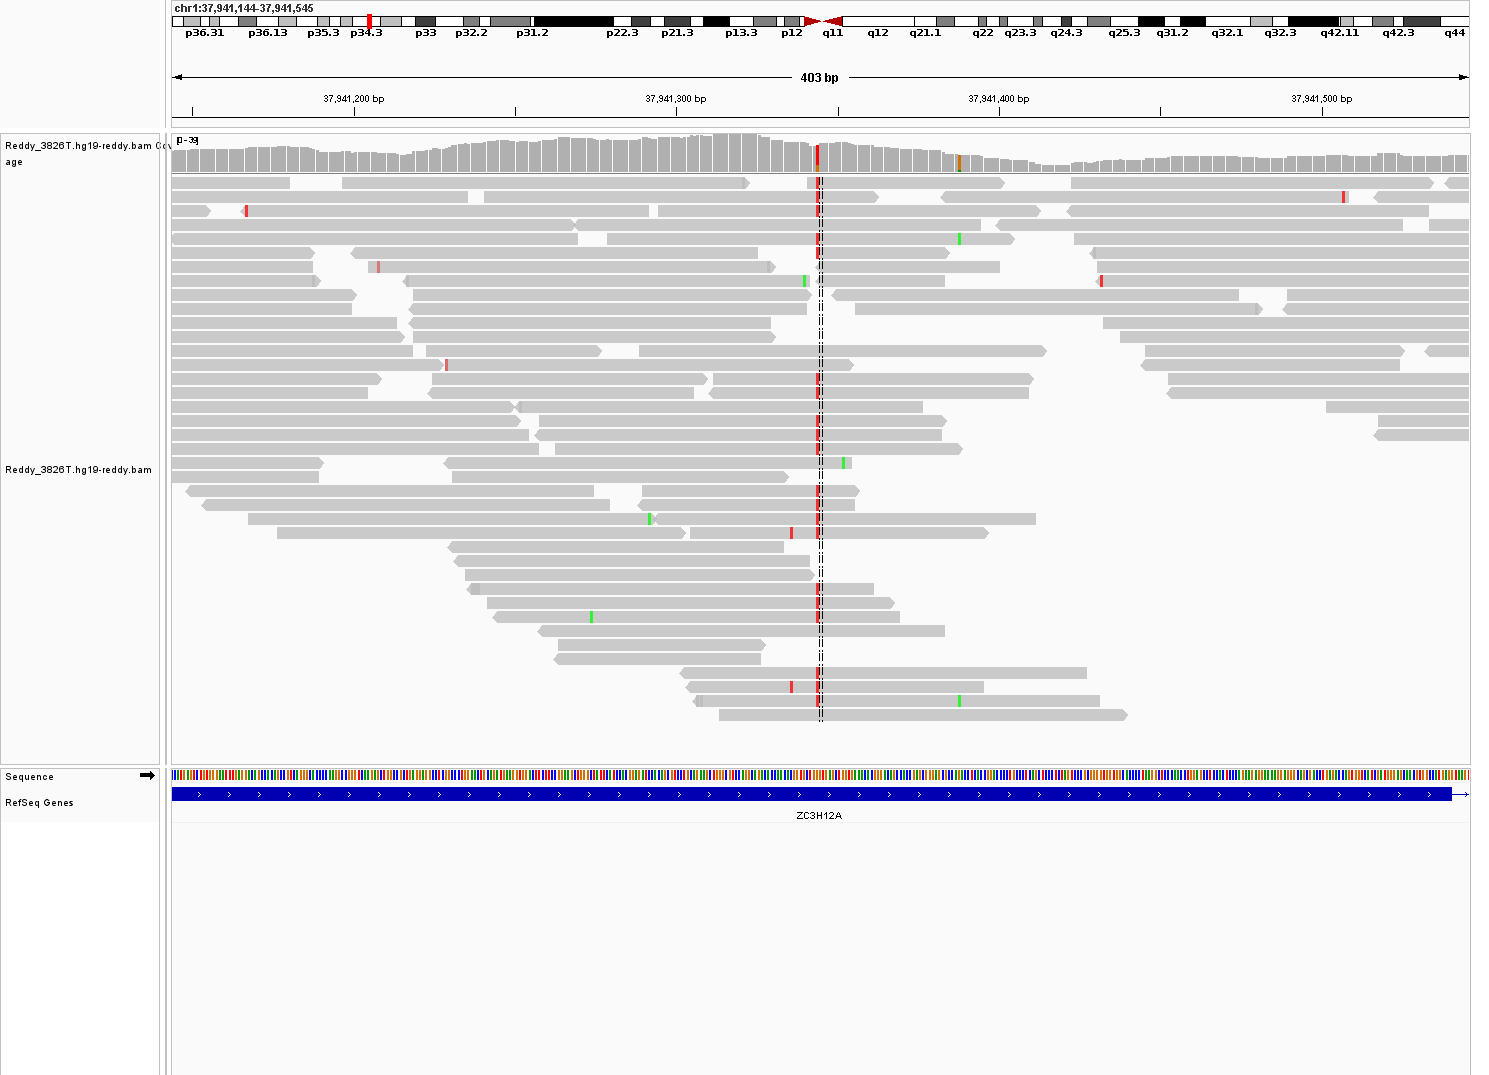 chr1:37,941,144-37,941,545
p36.31 p36.13 p35.3 p34.3 p33 p32.2 p31.2 p22.3 p21.3 p13.3 p12 q11 q12 q21.1 q22 q23.3 q24.3 q25.3 q31.2 q32.1 q32.3 q42.11 q42.3 q44
403 bp
37,941,200 bp 37,941,300 bp 37,941,400 bp 37,941,500 bp
[0-39]
Reddy_3826T.hg19-reddy.bam Cov
age
Reddy_3826T.hg19-reddy.bam
Sequence
RefSeq Genes
ZC3H12A